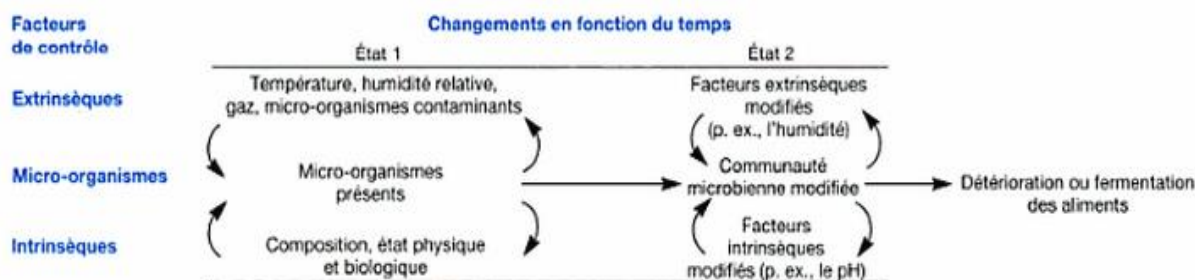 Facteurs
de contrôle
Changements en fonction du temps
État 1
État 2
Extrinsèques
Température, humidité relative,
gaz, micro-organismes contaminants
Facteurs extrinsèques
modifiés
(p. ex., l'humidité)
Micro-organismes
Micro-organismes
présents
Communauté
microbienne modifiée
Détérioration ou fermentation
des aliments
Intrinsèques
Composition, état physique
et biologique
Facteurs
intrinsèques
modifiés (p. ex., le pH)